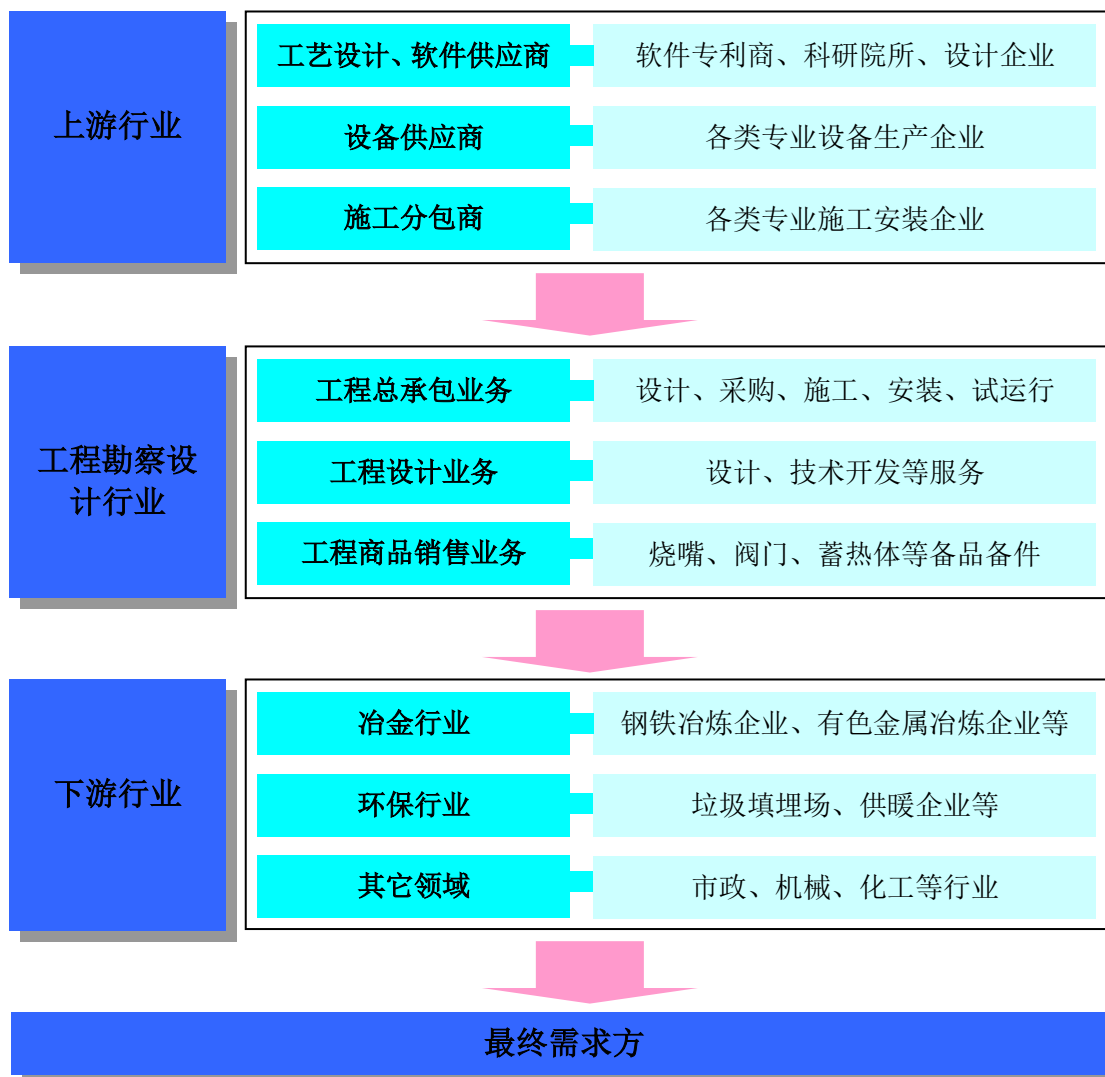 上游行业
工艺设计、软件供应商
软件专利商、科研院所、设计企业
设备供应商
各类专业设备生产企业
施工分包商
各类专业施工安装企业
工程勘察设
计行业
工程总承包业务
设计、采购、施工、安装、试运行
工程设计业务
设计、技术开发等服务
工程商品销售业务
烧嘴、阀门、蓄热体等备品备件
下游行业
冶金行业
钢铁冶炼企业、有色金属冶炼企业等
环保行业
垃圾填埋场、供暖企业等
其它领域
市政、机械、化工等行业
最终需求方